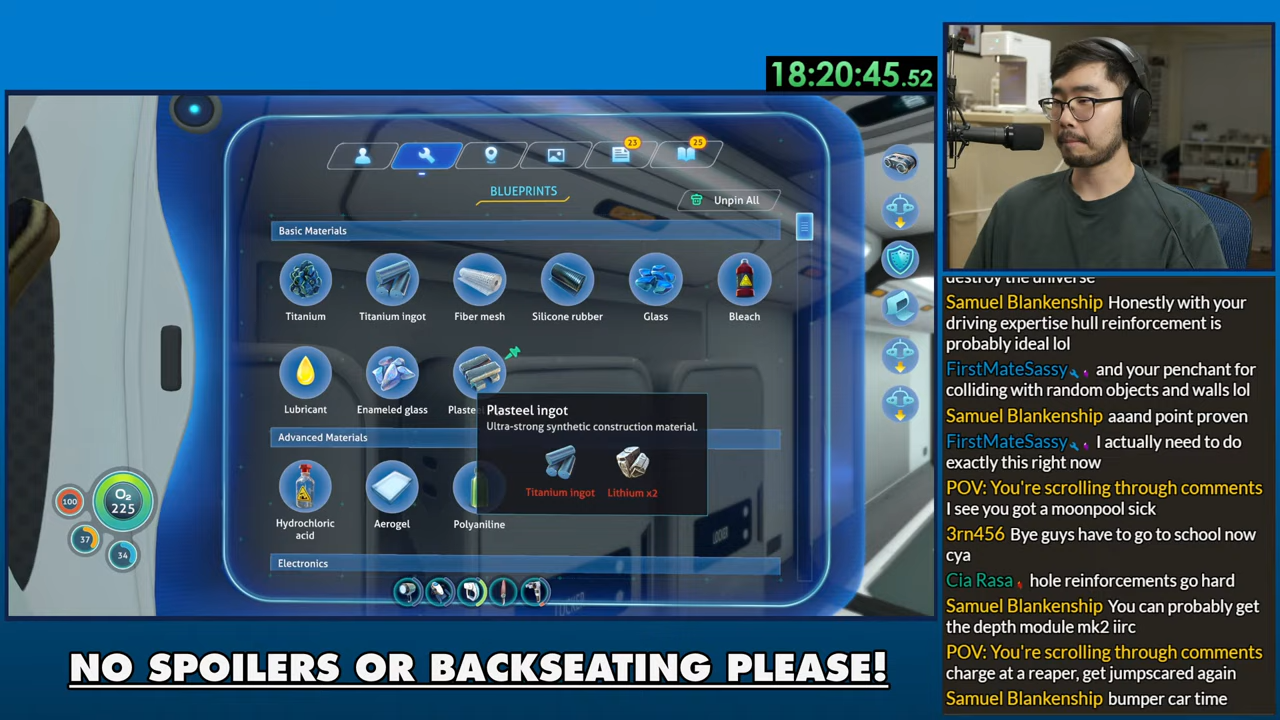 18:20:45.52
23
25
BLUEPRINTS
Unpin All
Basic Materials
Titanium
Titanium ingot
Fiber mesh
Silicone rubber
Glass
Bleach
Lubricant
Enameled glass
Plaste
Plasteel ingot
Ultra-strong synthetic construction material.
Titanium ingot
Lithium x2
Advanced Materials
Hydrochloric
acid
Aerogel
Polyaniline
Electronics
O₂
225
100
37
34
LOCKER
LOCKER
NO SPOILERS OR BACKSEATING PLEASE!
destroy the universe
Samuel Blankenship Honestly with your
driving expertise hull reinforcement is
probably ideal lol
FirstMateSassy and your penchant for
colliding with random objects and walls lol
Samuel Blankenship aaand point proven
FirstMateSassy I actually need to do
exactly this right now
POV: You're scrolling through comments
I see you got a moonpool sick
3rn456 Bye guys have to go to school now
cya
Cia Rasa hole reinforcements go hard
Samuel Blankenship You can probably get
the depth module mk2 iirc
POV: You're scrolling through comments
charge at a reaper, get jumpscared again
Samuel Blankenship bumper car time